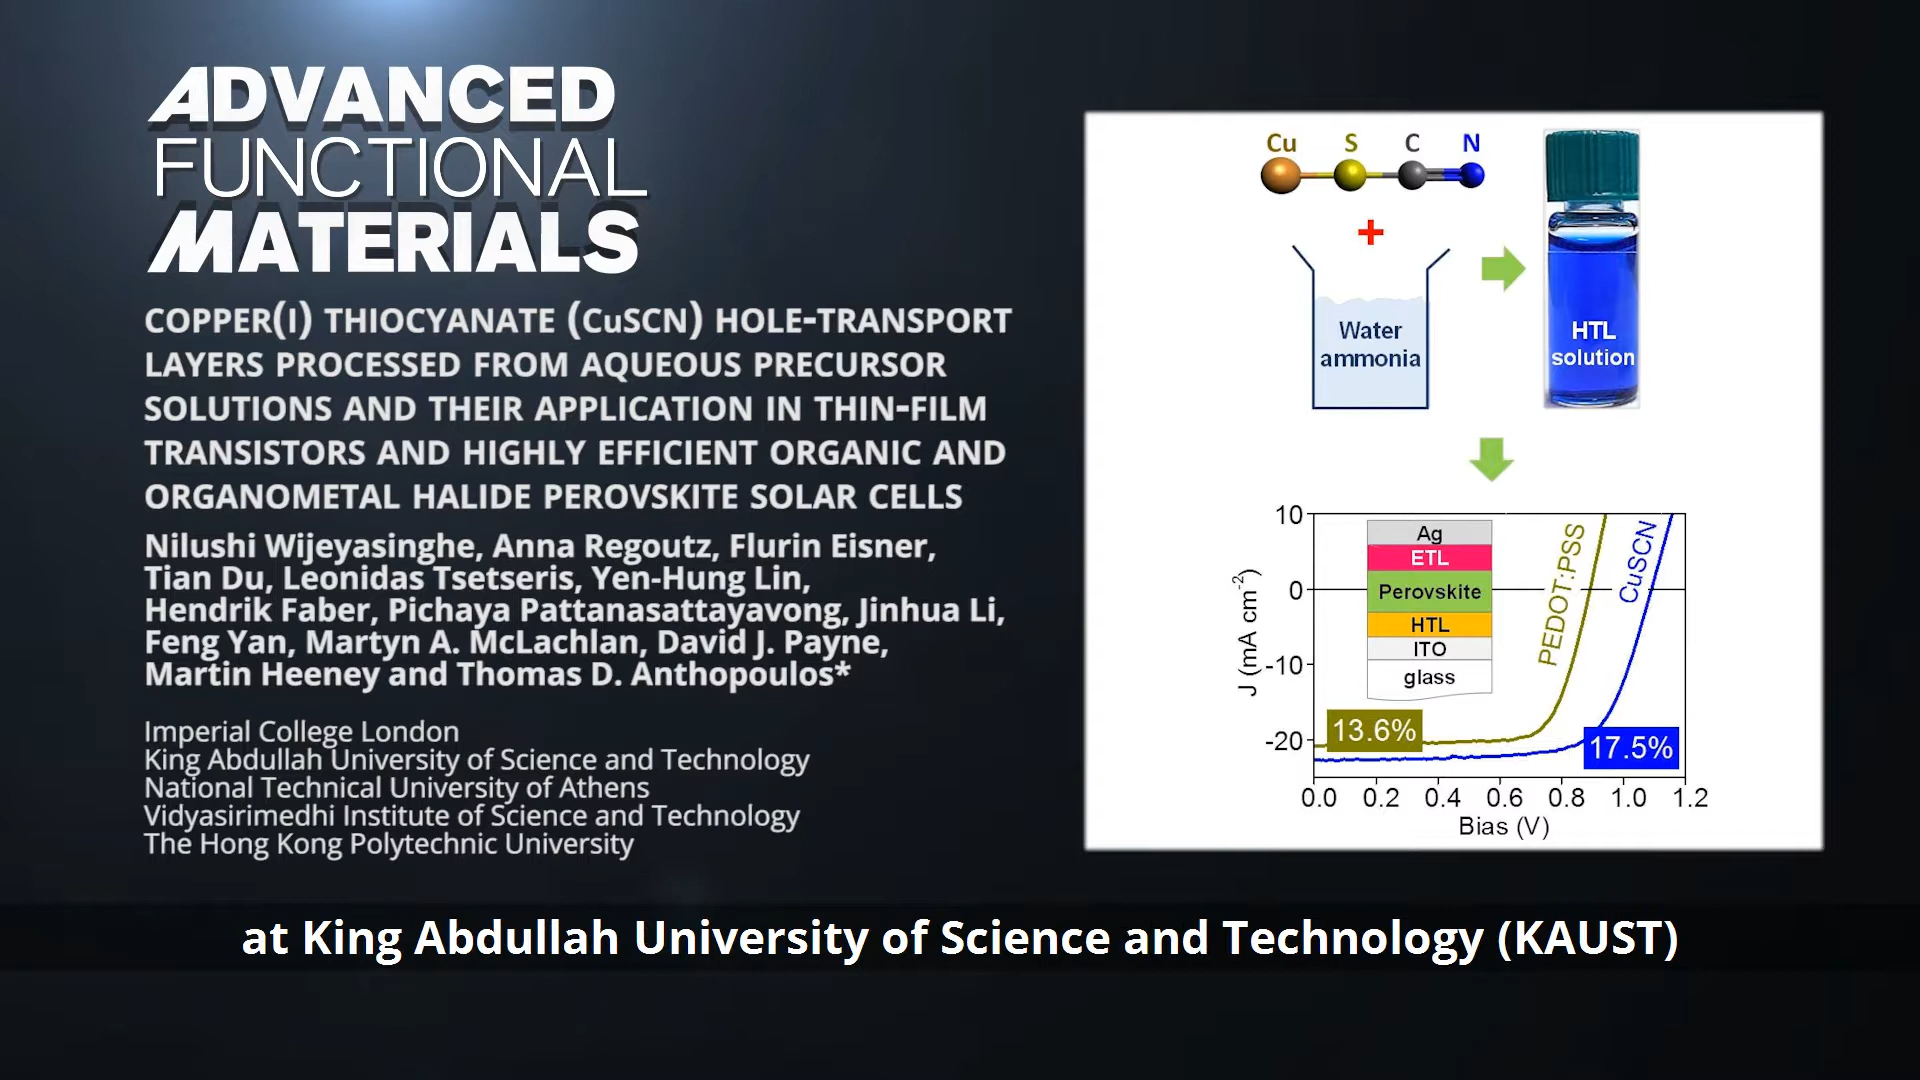 ADVANCED
FUNCTIONAL
MATERIALS
COPPER(I) THIOCYANATE (CuSCN) HOLE-TRANSPORT
LAYERS PROCESSED FROM AQUEOUS PRECURSOR
SOLUTIONS AND THEIR APPLICATION IN THIN-FILM
TRANSISTORS AND HIGHLY EFFICIENT ORGANIC AND
ORGANOMETAL HALIDE PEROVSKITE SOLAR CELLS
Nilushi Wijeyasinghe, Anna Regoutz, Flurin Eisner,
Tian Du, Leonidas Tsetseris, Yen-Hung Lin,
Hendrik Faber, Pichaya Pattanasattayavong, Jinhua Li,
Feng Yan, Martyn A. McLachlan, David J. Payne,
Martin Heeney and Thomas D. Anthopoulos*
Imperial College London
King Abdullah University of Science and Technology
National Technical University of Athens
Vidyasirimedhi Institute of Science and Technology
The Hong Kong Polytechnic University
Cu S C N
+
Water
ammonia
HTL
solution
10
0
-10
-20
J (mA cm⁻²)
Ag
ETL
Perovskite
HTL
ITO
glass
PEDOT:PSS
CuSCN
13.6%
17.5%
0.0 0.2 0.4 0.6 0.8 1.0 1.2
Bias (V)
at King Abdullah University of Science and Technology (KAUST)